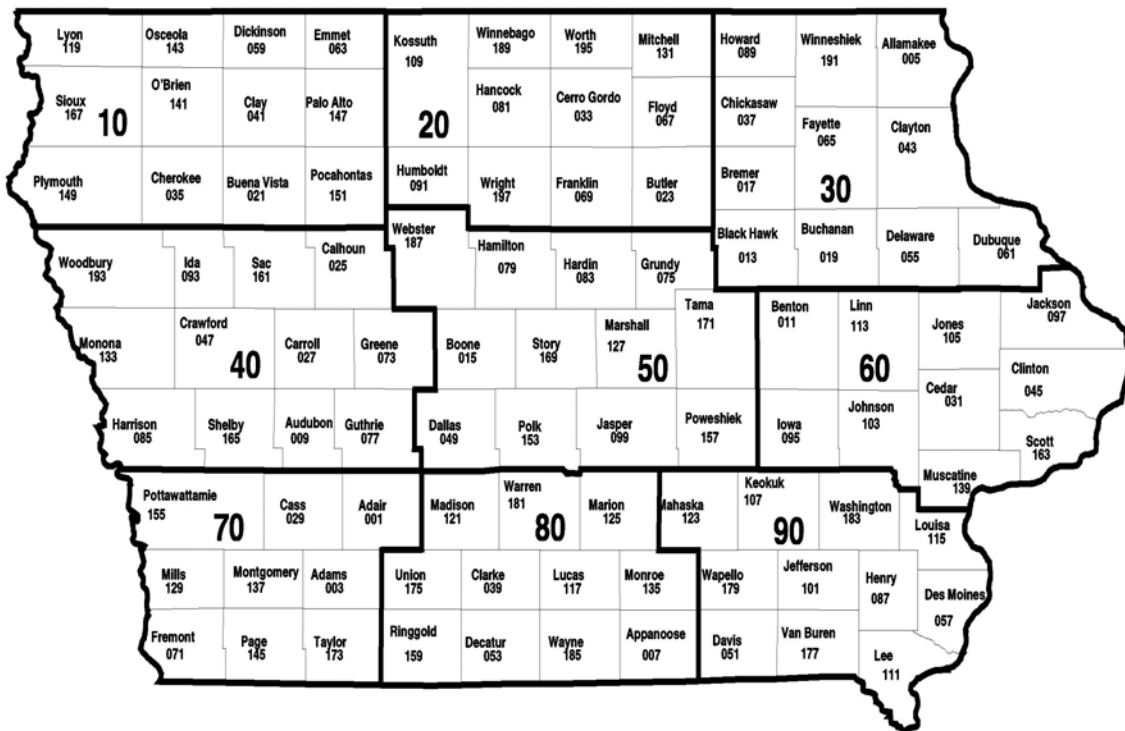 Lyon
119
Osceola
143
Dickinson
059
Emmet
063
Kossuth
109
Winnebago
189
Worth
195
Mitchell
131
Howard
089
Winneshiek
191
Allamakee
005
Sioux
167
10
O'Brien
141
Clay
041
Palo Alto
147
20
Hancock
081
Cerro Gordo
033
Floyd
067
Chickasaw
037
Fayette
065
Clayton
043
Plymouth
149
Cherokee
035
Buena Vista
021
Pocahontas
151
Humboldt
091
Wright
197
Franklin
069
Butler
023
Bremer
017
30
Webster
187
Black Hawk
013
Buchanan
019
Delaware
055
Dubuque
061
Woodbury
193
Ida
093
Sac
161
Calhoun
025
Hamilton
079
Hardin
083
Grundy
075
Tama
171
Benton
011
Linn
113
Jones
105
Jackson
097
Monona
133
Crawford
047
40
Carroll
027
Greene
073
Boone
015
Story
169
Marshall
127
50
60
Cedar
031
Clinton
045
Harrison
085
Shelby
165
Audubon
009
Guthrie
077
Dallas
049
Polk
153
Jasper
099
Poweshiek
157
Iowa
095
Johnson
103
Scott
163
Muscatine
139
Pottawattamie
155
70
Cass
029
Adair
001
Madison
121
Warren
181
80
Marion
125
Mahaska
123
Keokuk
107
90
Washington
183
Louisa
115
Mills
129
Montgomery
137
Adams
003
Union
175
Clarke
039
Lucas
117
Monroe
135
Wapello
179
Jefferson
101
Henry
087
Des Moines
057
Fremont
071
Page
145
Taylor
173
Ringgold
159
Decatur
053
Wayne
185
Appanoose
007
Davis
051
Van Buren
177
Lee
111